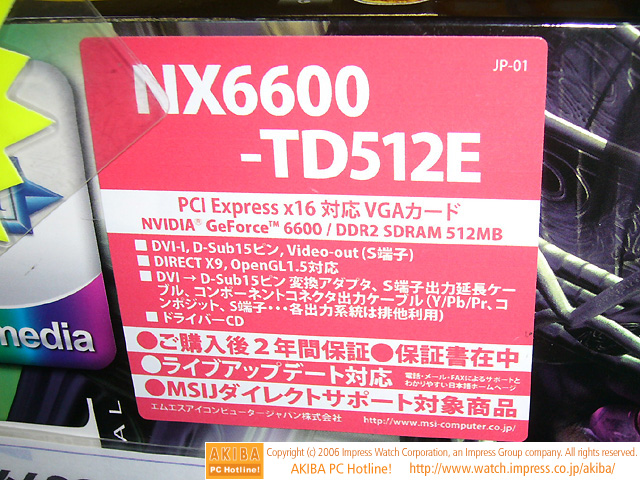 JP-01
NX6600
-TD512E
PCI Express x16 対応 VGAカード
NVIDIA® GeForce™ 6600 / DDR2 SDRAM 512MB
■ DVI-I, D-Sub15ピン, Video-out (S端子)
■ DIRECT X9, OpenGL1.5対応
■ DVI → D-Sub15ピン 変換アダプタ、S端子出力延長ケー
ブル、コンポーネントコネクタ出力ケーブル (Y/Pb/Pr、コ
ンポジット、S端子・・・各出力系統は排他利用)
■ ドライバーCD
●ご購入後2年間保証●保証書在中
●ライブアップデート対応 電話・メール・FAXによるサポートと
わかりやすい日本語ホームページ
●MSIJダイレクトサポート対象商品
エムエスアイコンピュータージャパン株式会社 http://www.msi-computer.co.jp/
media
AL
AKIBA
PC Hotline!
Copyright (c) 2006 Impress Watch Corporation, an Impress Group company. All rights reserved.
AKIBA PC Hotline! http://www.watch.impress.co.jp/akiba/